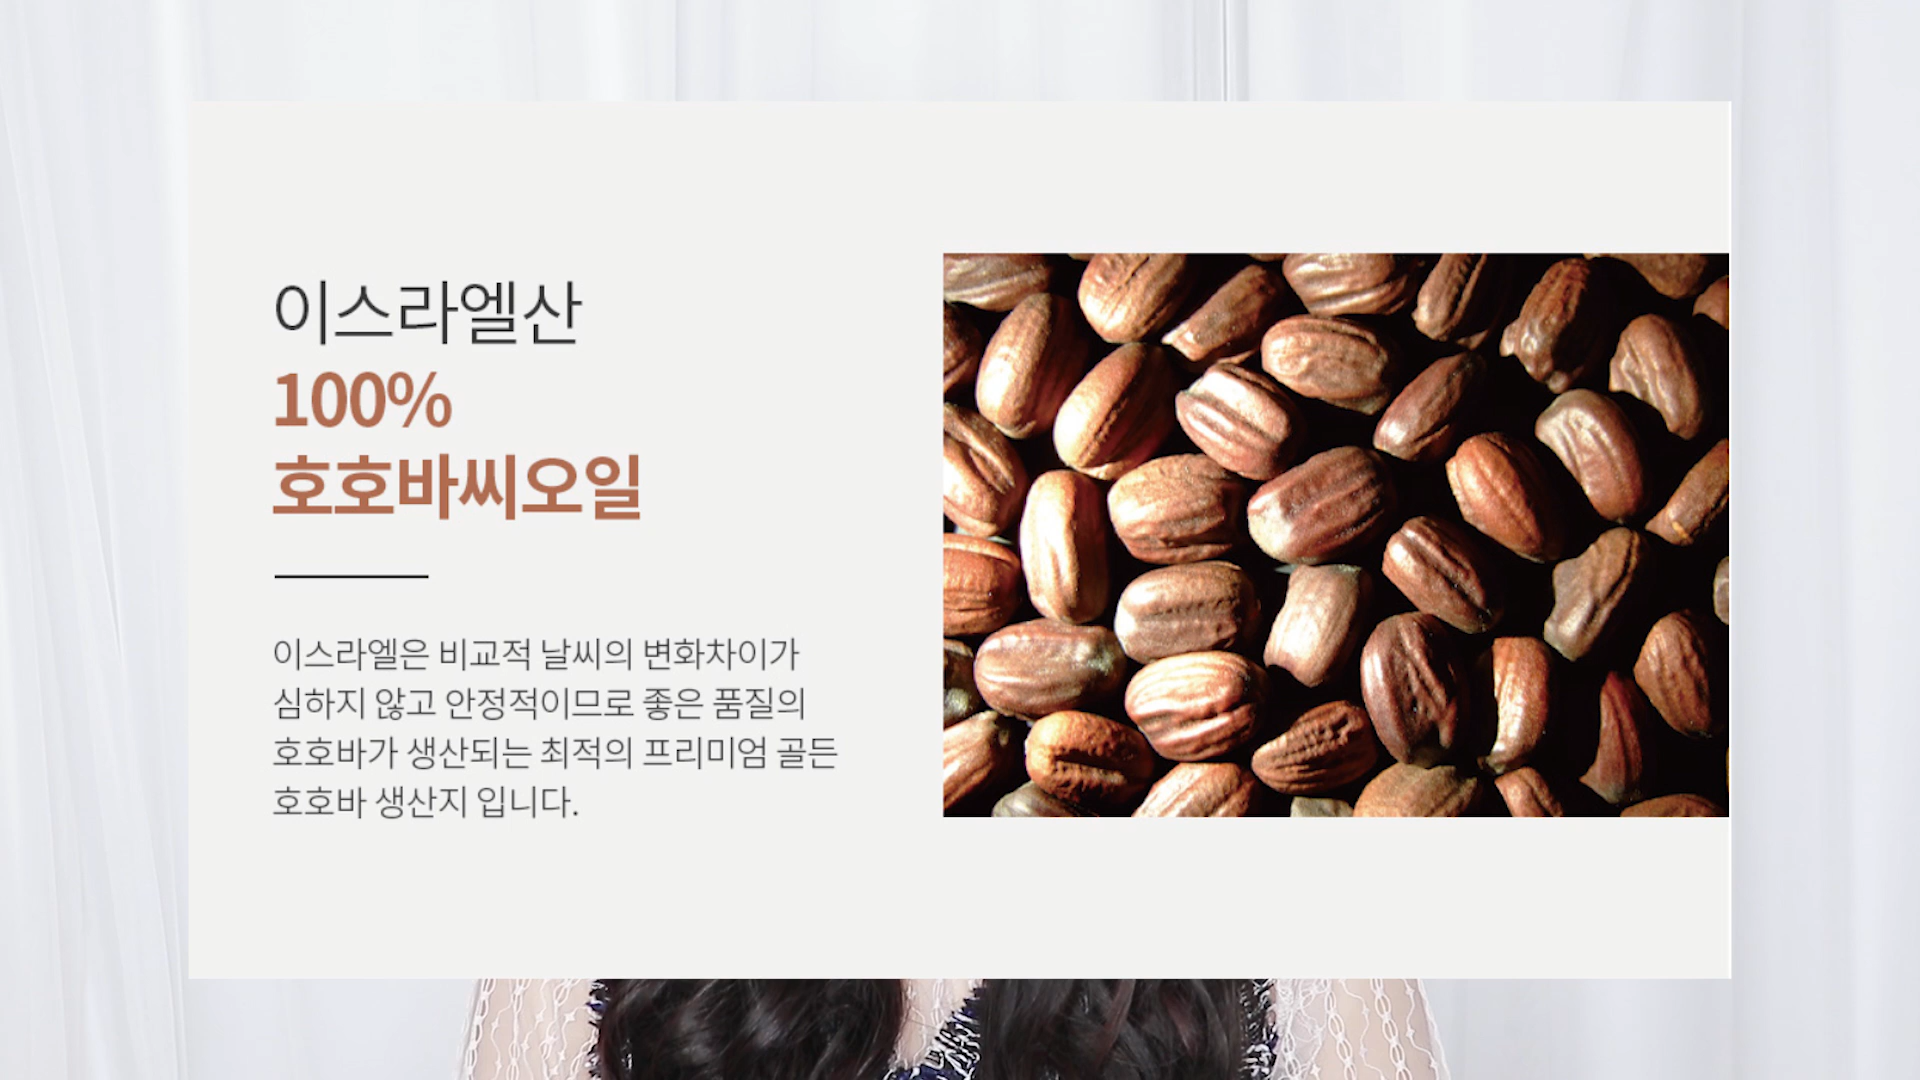 이스라엘산
100%
호호바씨오일
이스라엘은 비교적 날씨의 변화차이가
심하지 않고 안정적이므로 좋은 품질의
호호바가 생산되는 최적의 프리미엄 골든
호호바 생산지 입니다.